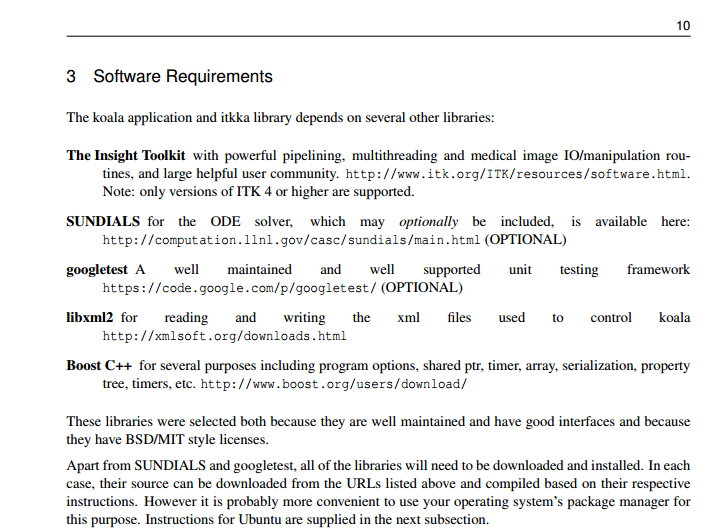 10
3 Software Requirements
The koala application and itkka library depends on several other libraries:
The Insight Toolkit with powerful pipelining, multithreading and medical image IO/manipulation rou-
tines, and large helpful user community. http://www.itk.org/ITK/resources/software.html.
Note: only versions of ITK 4 or higher are supported.
SUNDIALS for the ODE solver, which may optionally be included, is available here:
http://computation.llnl.gov/casc/sundials/main.html (OPTIONAL)
googletest A well maintained and well supported unit testing framework
https://code.google.com/p/googletest/ (OPTIONAL)
libxml2 for reading and writing the xml files used to control koala
http://xmlsoft.org/downloads.html
Boost C++ for several purposes including program options, shared ptr, timer, array, serialization, property
tree, timers, etc. http://www.boost.org/users/download/
These libraries were selected both because they are well maintained and have good interfaces and because
they have BSD/MIT style licenses.
Apart from SUNDIALS and googletest, all of the libraries will need to be downloaded and installed. In each
case, their source can be downloaded from the URLs listed above and compiled based on their respective
instructions. However it is probably more convenient to use your operating system's package manager for
this purpose. Instructions for Ubuntu are supplied in the next subsection.